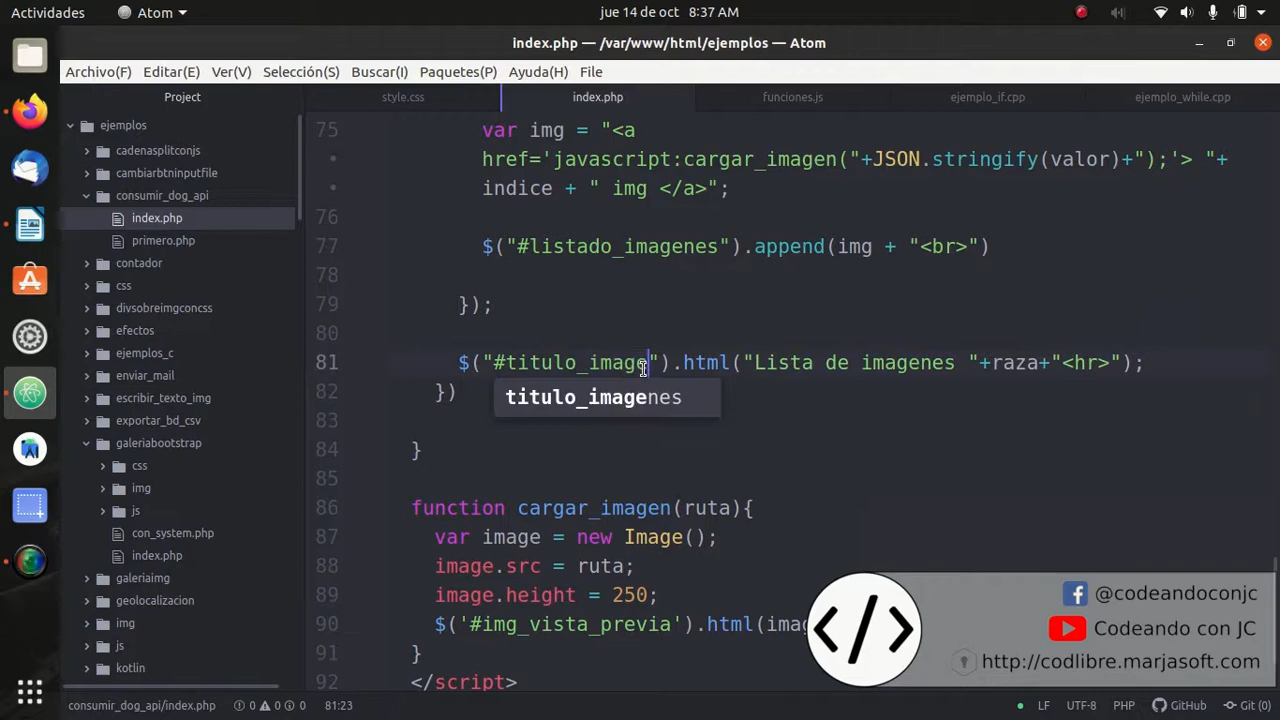 Actividades Atom jue 14 de oct 8:37 AM
index.php — /var/www/html/ejemplos — Atom
Archivo(F) Editar(E) Ver(V) Selección(S) Buscar(I) Paquetes(P) Ayuda(H) File
Project style.css index.php funciones.js ejemplo_if.cpp ejemplo_while.cpp
ejemplos
cadenasplitconjs
cambiarbtninputfile
consumir_dog_api
index.php
primero.php
contador
css
divsobreimgconcss
efectos
ejemplos_c
enviar_mail
escribir_texto_img
exportar_bd_csv
galeriabootstrap
css
img
js
con_system.php
index.php
galeriaimg
geolocalizacion
img
js
kotlin
75 var img = "<a
• href='javascript:cargar_imagen("+JSON.stringify(valor)+");'> "+
• indice + " img </a>";
76
77 $("#listado_imagenes").append(img + "<br>")
78
79 });
80
81 $("#titulo_image").html("Lista de imagenes "+raza+"<hr>");
82 })
titulo_imagenes
83
84 }
85
86 function cargar_imagen(ruta){
87 var image = new Image();
88 image.src = ruta;
89 image.height = 250;
90 $('#img_vista_previa').html(imag
91 }
92 </script>
</> @codeandoconjc
Codeando con JC
http://codlibre.marjasoft.com
consumir_dog_api/index.php 0 0 0 81:23 LF UTF-8 PHP GitHub Git (0)